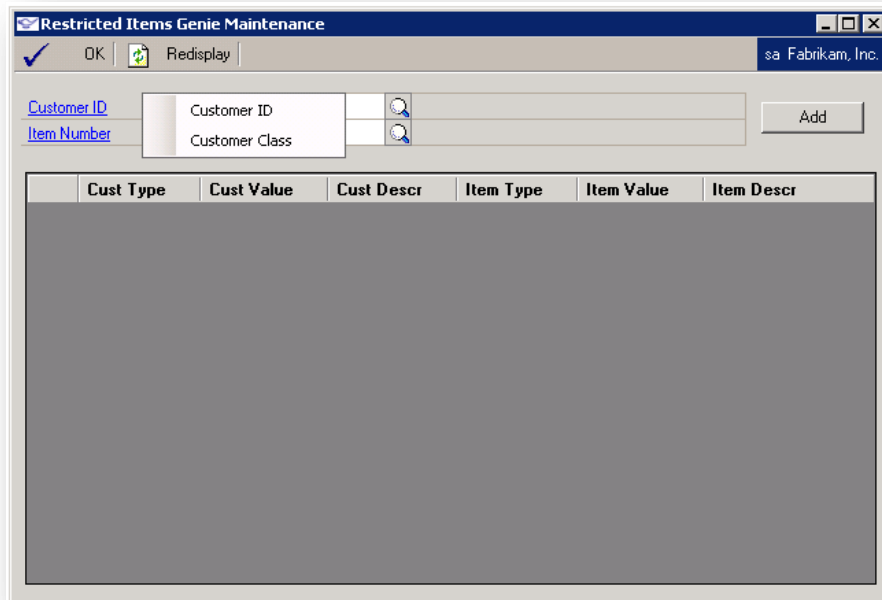 Restricted Items Genie Maintenance
OK Redisplay sa Fabrikam, Inc.
Customer ID Customer ID Add
Item Number Customer Class
Cust Type Cust Value Cust Descr Item Type Item Value Item Descr